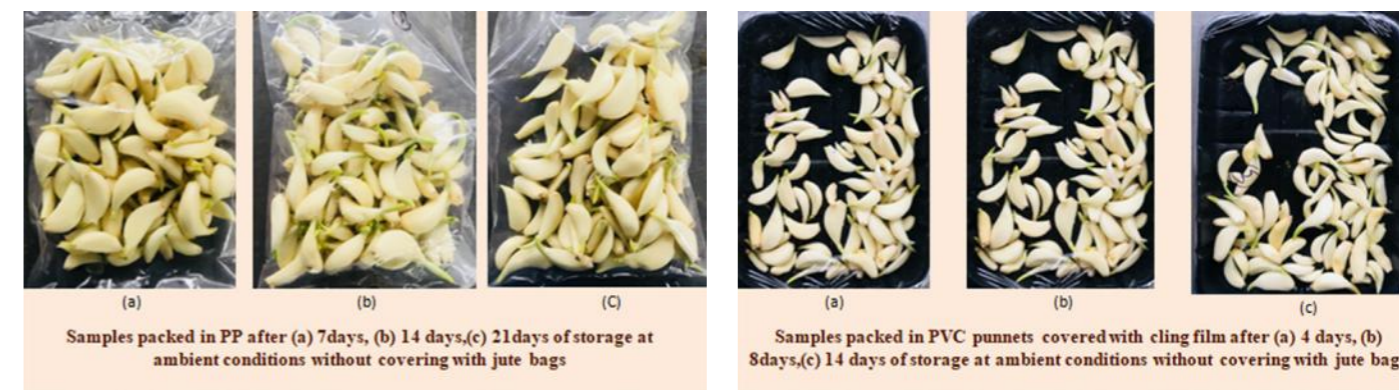 (a)
(b)
(C)
Samples packed in PP after (a) 7days, (b) 14 days,(c) 21days of storage at
ambient conditions without covering with jute bags
(a)
(b)
(c)
Samples packed in PVC punnets covered with cling film after (a) 4 days, (b)
8days,(c) 14 days of storage at ambient conditions without covering with jute bag